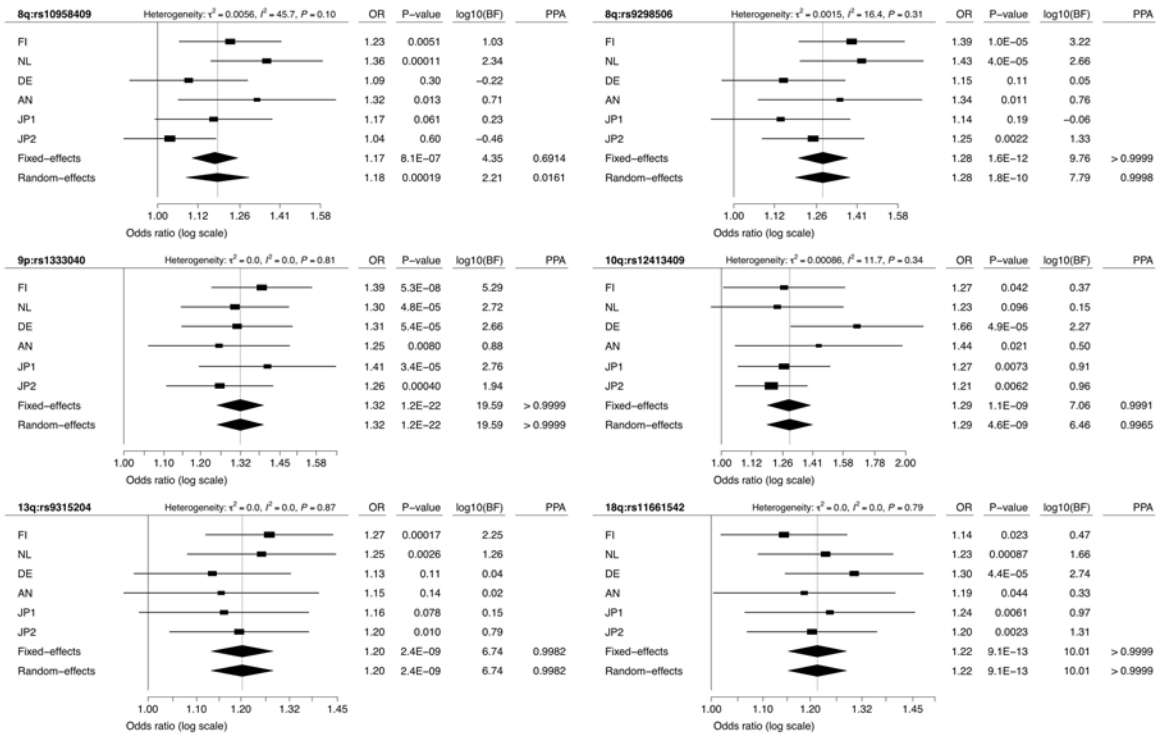 8q:rs10958409 Heterogeneity: τ² = 0.0056, I² = 45.7, P = 0.10 OR P−value log10(BF) PPA
FI 1.23 0.0051 1.03
NL 1.36 0.00011 2.34
DE 1.09 0.30 −0.22
AN 1.32 0.013 0.71
JP1 1.17 0.061 0.23
JP2 1.04 0.60 −0.46
Fixed−effects 1.17 8.1E−07 4.35 0.6914
Random−effects 1.18 0.00019 2.21 0.0161
1.00 1.12 1.26 1.41 1.58
Odds ratio (log scale)
8q:rs9298506 Heterogeneity: τ² = 0.0015, I² = 16.4, P = 0.31 OR P−value log10(BF) PPA
FI 1.39 1.0E−05 3.22
NL 1.43 4.0E−05 2.66
DE 1.15 0.11 0.05
AN 1.34 0.011 0.76
JP1 1.14 0.19 −0.06
JP2 1.25 0.0022 1.33
Fixed−effects 1.28 1.6E−12 9.76 > 0.9999
Random−effects 1.28 1.8E−10 7.79 0.9998
1.00 1.12 1.26 1.41 1.58
Odds ratio (log scale)
9p:rs1333040 Heterogeneity: τ² = 0.0, I² = 0.0, P = 0.81 OR P−value log10(BF) PPA
FI 1.39 5.3E−08 5.29
NL 1.30 4.8E−05 2.72
DE 1.31 5.4E−05 2.66
AN 1.25 0.0080 0.88
JP1 1.41 3.4E−05 2.76
JP2 1.26 0.00040 1.94
Fixed−effects 1.32 1.2E−22 19.59 > 0.9999
Random−effects 1.32 1.2E−22 19.59 > 0.9999
1.00 1.10 1.20 1.32 1.45 1.58
Odds ratio (log scale)
10q:rs12413409 Heterogeneity: τ² = 0.00086, I² = 11.7, P = 0.34 OR P−value log10(BF) PPA
FI 1.27 0.042 0.37
NL 1.23 0.096 0.15
DE 1.66 4.9E−05 2.27
AN 1.44 0.021 0.50
JP1 1.27 0.0073 0.91
JP2 1.21 0.0062 0.96
Fixed−effects 1.29 1.1E−09 7.06 0.9991
Random−effects 1.29 4.6E−09 6.46 0.9965
1.00 1.12 1.26 1.41 1.58 1.78 2.00
Odds ratio (log scale)
13q:rs9315204 Heterogeneity: τ² = 0.0, I² = 0.0, P = 0.87 OR P−value log10(BF) PPA
FI 1.27 0.00017 2.25
NL 1.25 0.0026 1.26
DE 1.13 0.11 0.04
AN 1.15 0.14 0.02
JP1 1.16 0.078 0.15
JP2 1.20 0.010 0.79
Fixed−effects 1.20 2.4E−09 6.74 0.9982
Random−effects 1.20 2.4E−09 6.74 0.9982
1.00 1.10 1.20 1.32 1.45
Odds ratio (log scale)
18q:rs11661542 Heterogeneity: τ² = 0.0, I² = 0.0, P = 0.79 OR P−value log10(BF) PPA
FI 1.14 0.023 0.47
NL 1.23 0.00087 1.66
DE 1.30 4.4E−05 2.74
AN 1.19 0.044 0.33
JP1 1.24 0.0061 0.97
JP2 1.20 0.0023 1.31
Fixed−effects 1.22 9.1E−13 10.01 > 0.9999
Random−effects 1.22 9.1E−13 10.01 > 0.9999
1.00 1.10 1.20 1.32 1.45
Odds ratio (log scale)